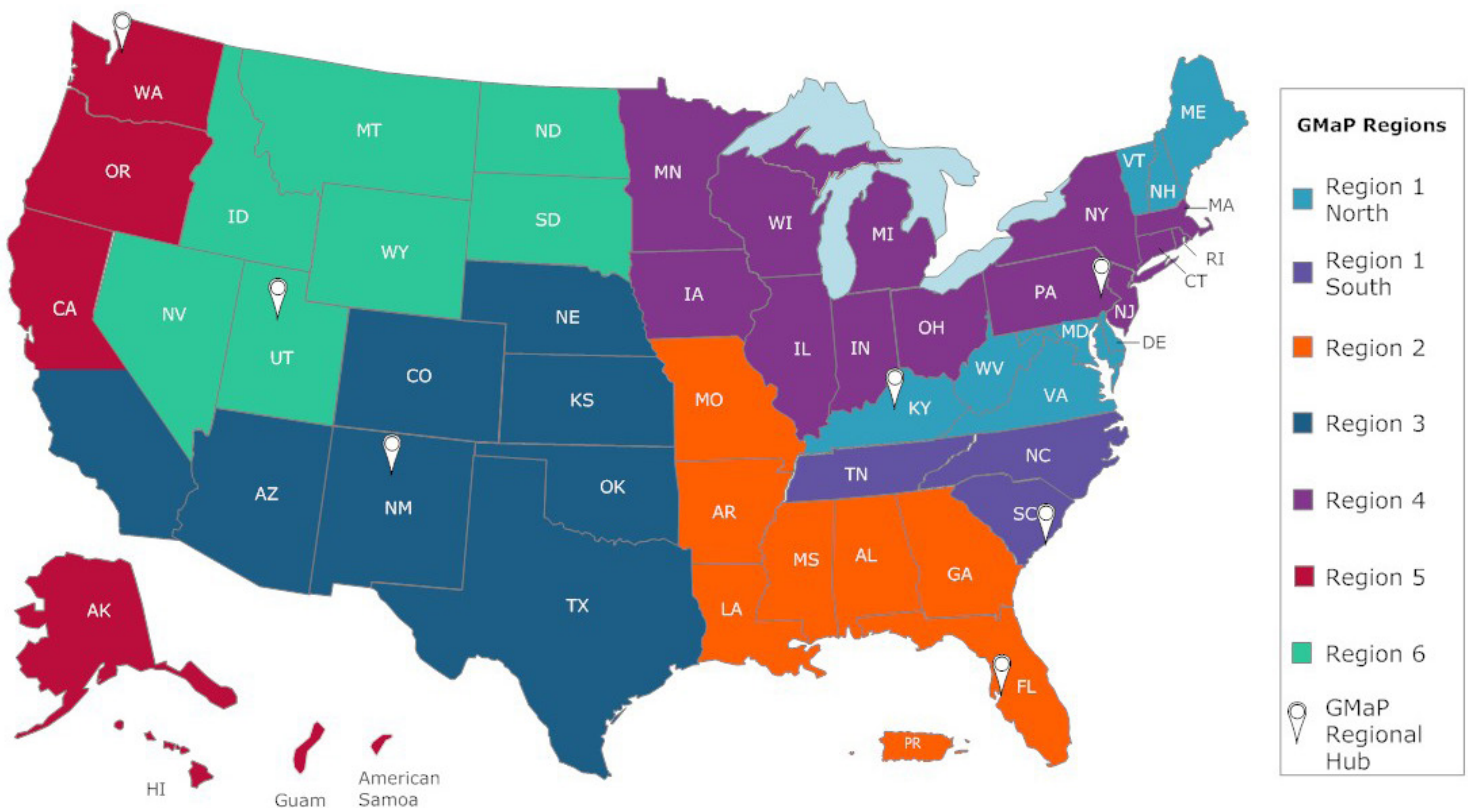 WA
MT
ND
MN
ME
VT
NH
OR
ID
SD
WI
MI
NY
MA
WY
RI
CT
CA
NV
UT
NE
IA
PA
NJ
IL
IN
OH
MD
DE
CO
KS
MO
WV
VA
KY
AZ
NM
OK
AR
TN
NC
SC
TX
MS
AL
GA
LA
FL
AK
PR
HI
Guam
American
Samoa
GMaP Regions
Region 1
North
Region 1
South
Region 2
Region 3
Region 4
Region 5
Region 6
GMaP
Regional
Hub